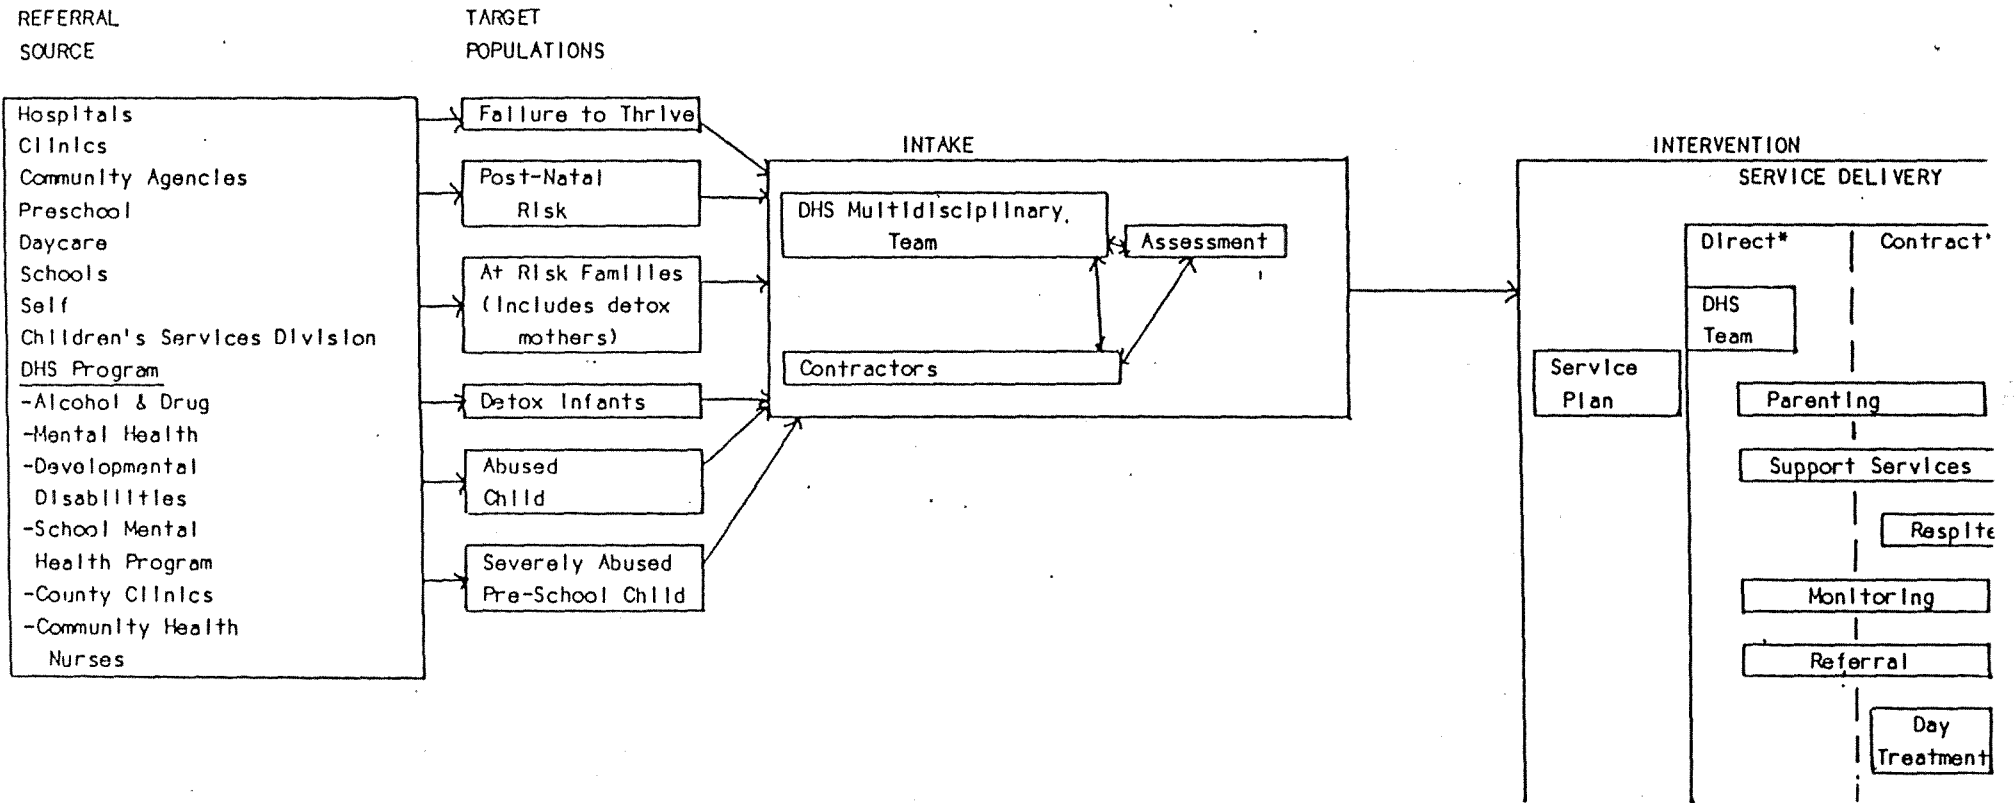 REFERRAL
SOURCE
Hospitals
Clinics
Community Agencies
Preschool
Daycare
Schools
Self
Children's Services Division
DHS Program
-Alcohol & Drug
-Mental Health
-Developmental
Disabilities
-School Mental
Health Program
-County Clinics
-Community Health
Nurses
TARGET
POPULATIONS
Failure to Thrive
Post-Natal
Risk
At Risk Families
(Includes detox
mothers)
Detox Infants
Abused
Child
Severely Abused
Pre-School Child
INTAKE
DHS Multidisciplinary
Team
Assessment
Contractors
INTERVENTION
SERVICE DELIVERY
Direct*
Contract*
DHS
Team
Service
Plan
Parenting
Support Services
Respite
Monitoring
Referral
Day
Treatment